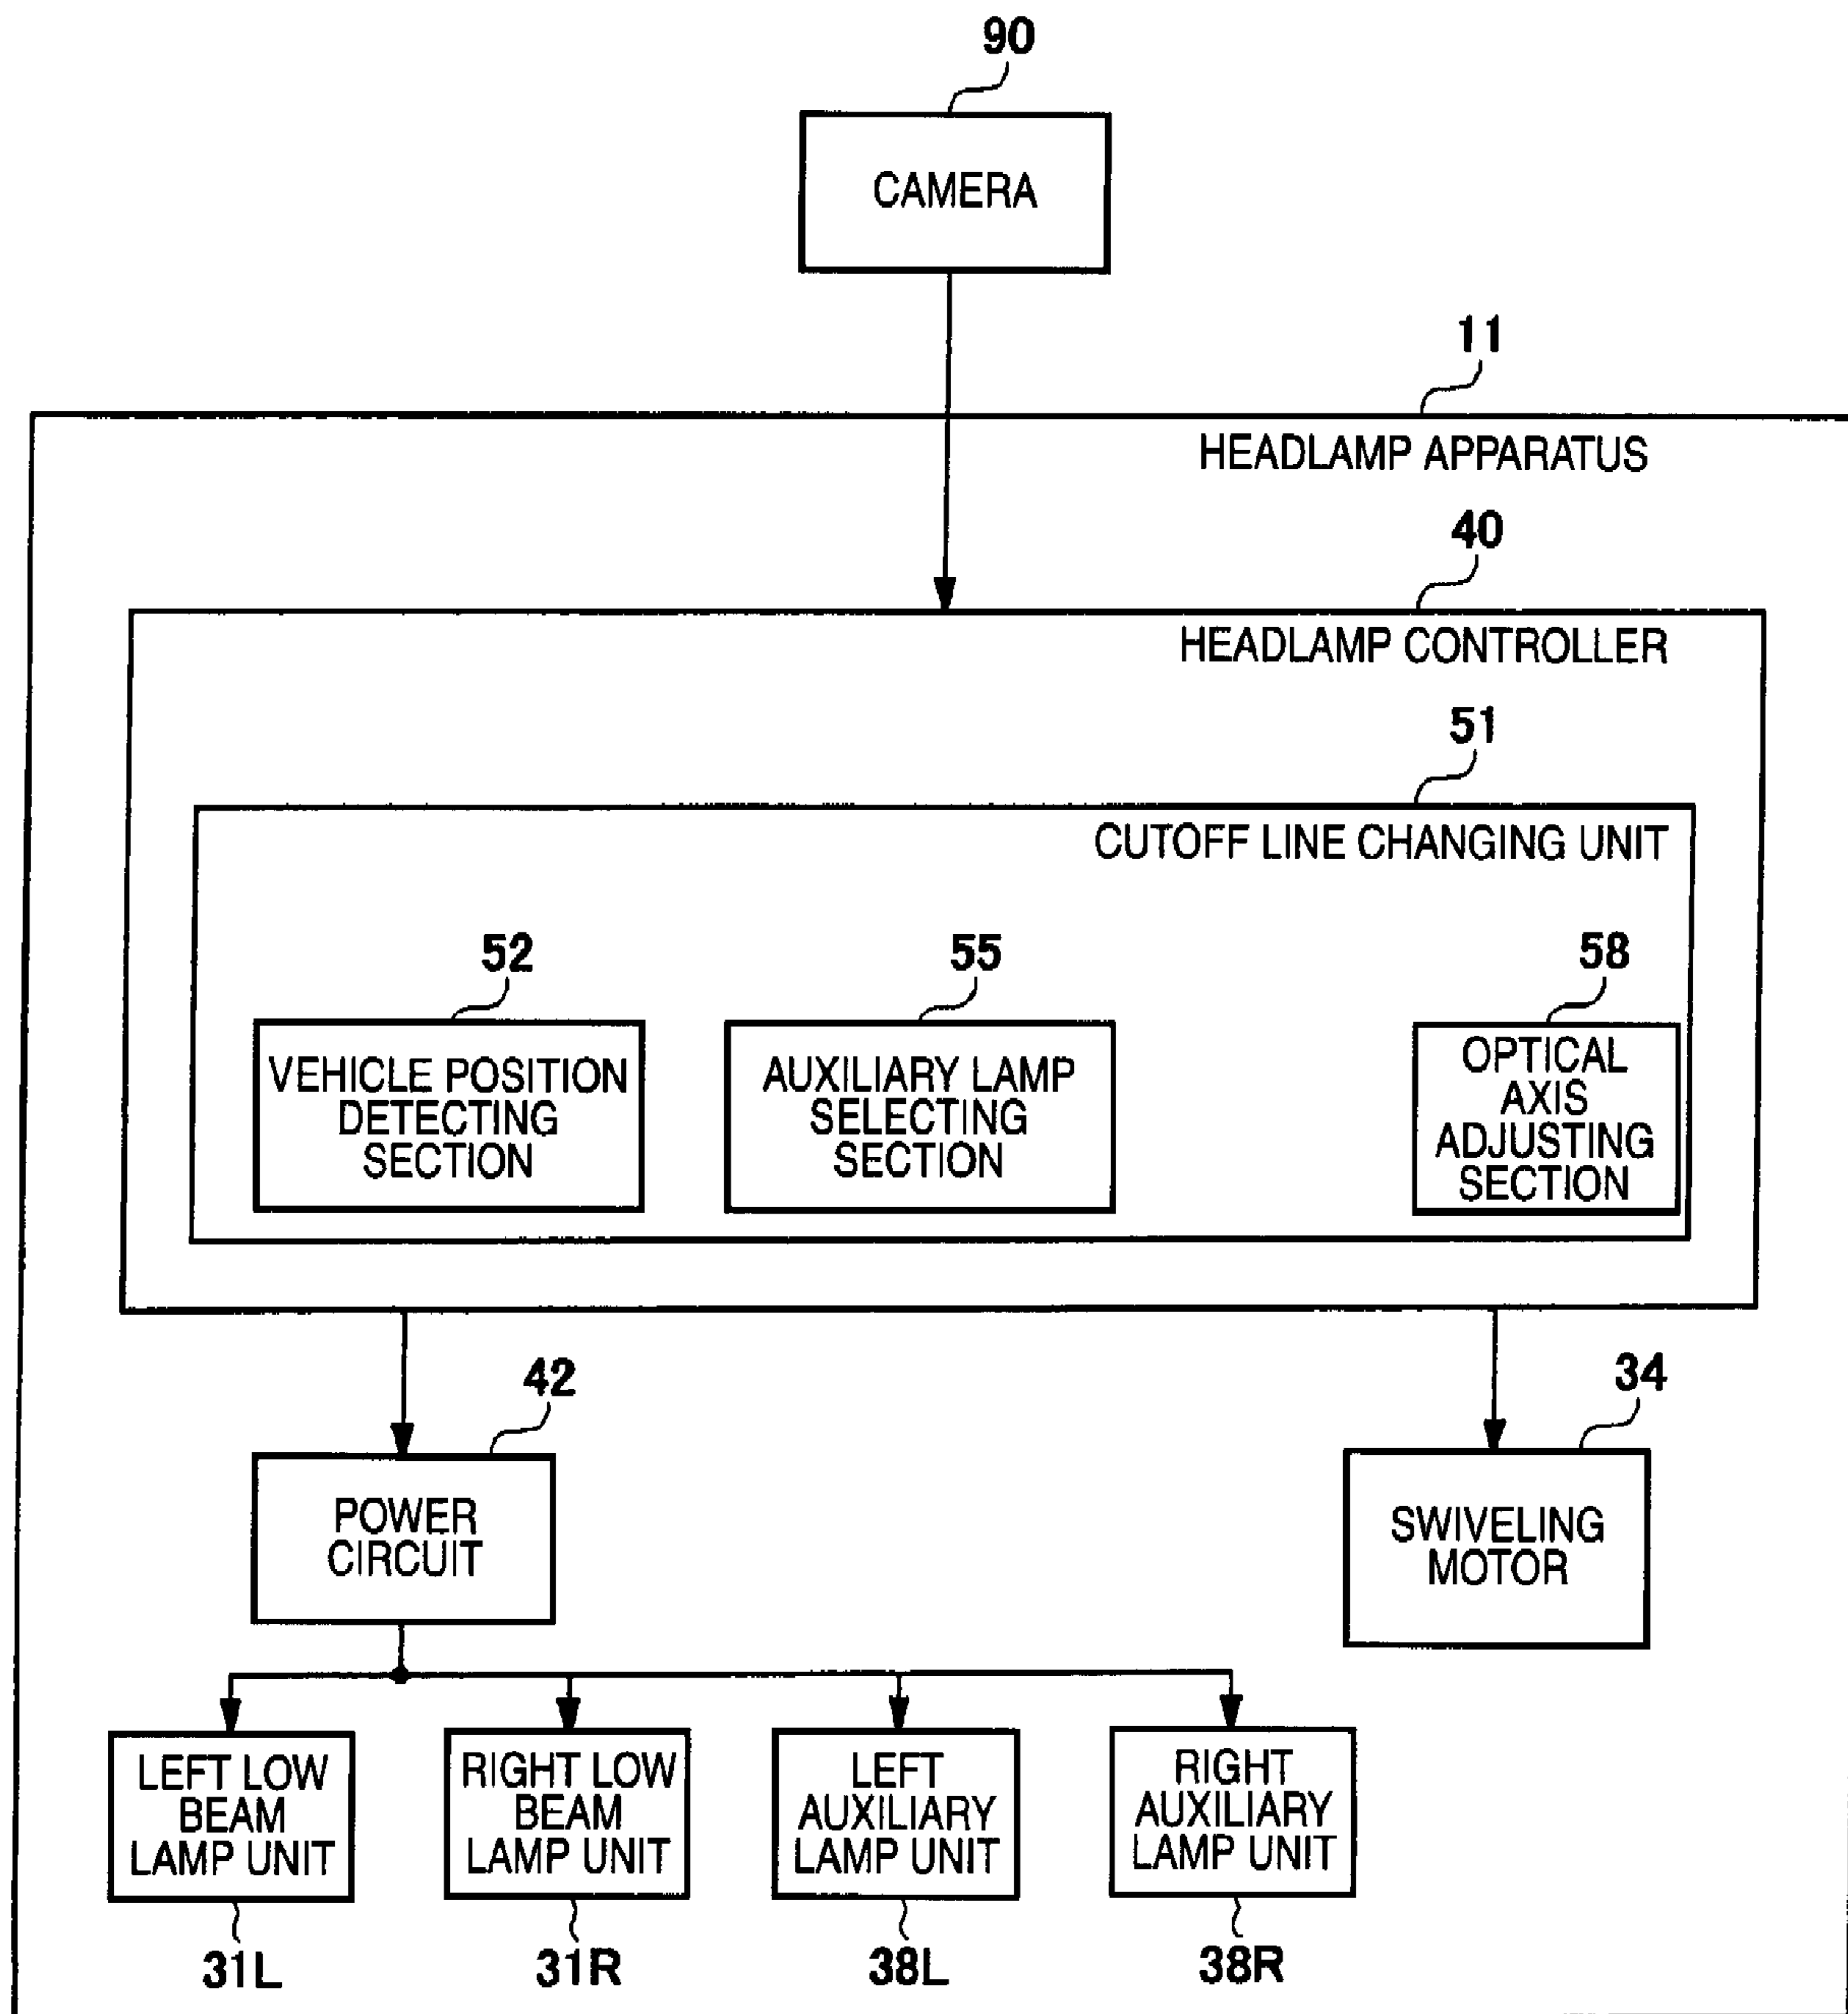 90
CAMERA
11
HEADLAMP APPARATUS
40
HEADLAMP CONTROLLER
51
CUTOFF LINE CHANGING UNIT
52
VEHICLE POSITION
DETECTING
SECTION
55
AUXILIARY LAMP
SELECTING
SECTION
58
OPTICAL
AXIS
ADJUSTING
SECTION
42
POWER
CIRCUIT
34
SWIVELING
MOTOR
LEFT LOW
BEAM
LAMP UNIT
31L
RIGHT LOW
BEAM
LAMP UNIT
31R
LEFT
AUXILIARY
LAMP UNIT
38L
RIGHT
AUXILIARY
LAMP UNIT
38R